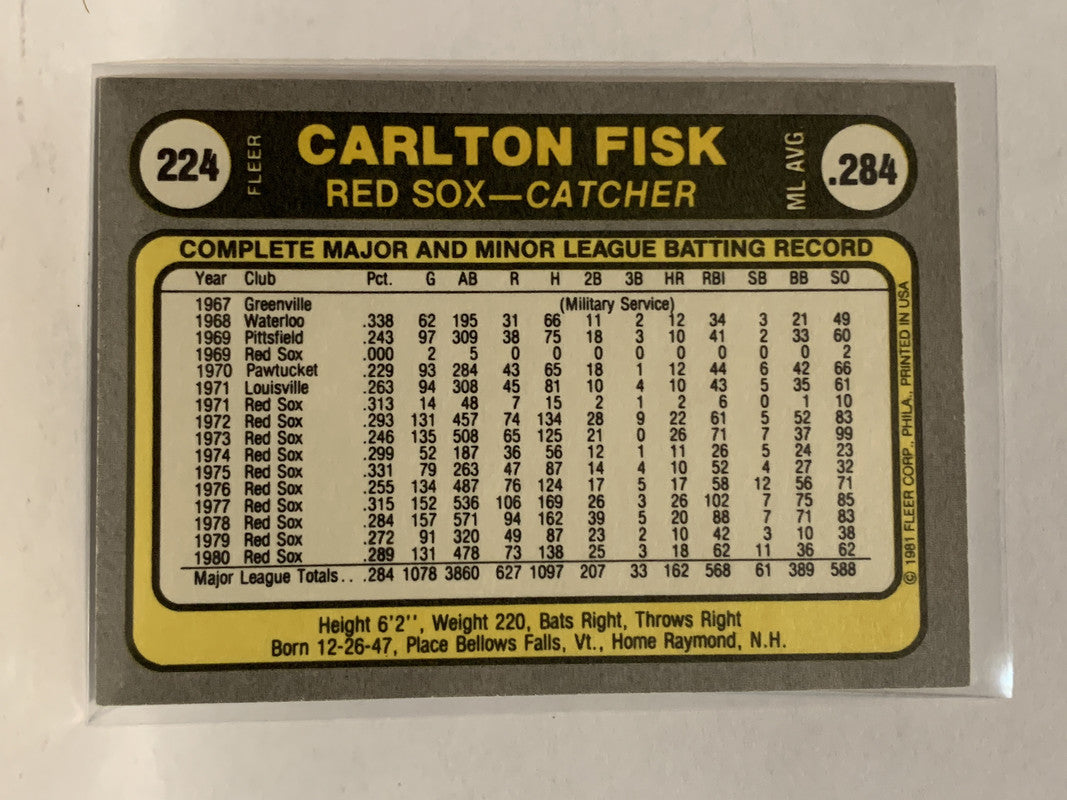 224 FLEER CARLTON FISK ML AVG .284
RED SOX—CATCHER
COMPLETE MAJOR AND MINOR LEAGUE BATTING RECORD
Year Club Pct. G AB R H 2B 3B HR RBI SB BB SO
1967 Greenville (Military Service)
1968 Waterloo .338 62 195 31 66 11 2 12 34 3 21 49
1969 Pittsfield .243 97 309 38 75 18 3 10 41 2 33 60
1969 Red Sox .000 2 5 0 0 0 0 0 0 0 0 2
1970 Pawtucket .229 93 284 43 65 18 1 12 44 6 42 66
1971 Louisville .263 94 308 45 81 10 4 10 43 5 35 61
1971 Red Sox .313 14 48 7 15 2 1 2 6 0 1 10
1972 Red Sox .293 131 457 74 134 28 9 22 61 5 52 83
1973 Red Sox .246 135 508 65 125 21 0 26 71 7 37 99
1974 Red Sox .299 52 187 36 56 12 1 11 26 5 24 23
1975 Red Sox .331 79 263 47 87 14 4 10 52 4 27 32
1976 Red Sox .255 134 487 76 124 17 5 17 58 12 56 71
1977 Red Sox .315 152 536 106 169 26 3 26 102 7 75 85
1978 Red Sox .284 157 571 94 162 39 5 20 88 7 71 83
1979 Red Sox .272 91 320 49 87 23 2 10 42 3 10 38
1980 Red Sox .289 131 478 73 138 25 3 18 62 11 36 62
Major League Totals. . .284 1078 3860 627 1097 207 33 162 568 61 389 588
© 1981 FLEER CORP., PHILA., PRINTED IN USA
Height 6'2'', Weight 220, Bats Right, Throws Right
Born 12-26-47, Place Bellows Falls, Vt., Home Raymond, N.H.